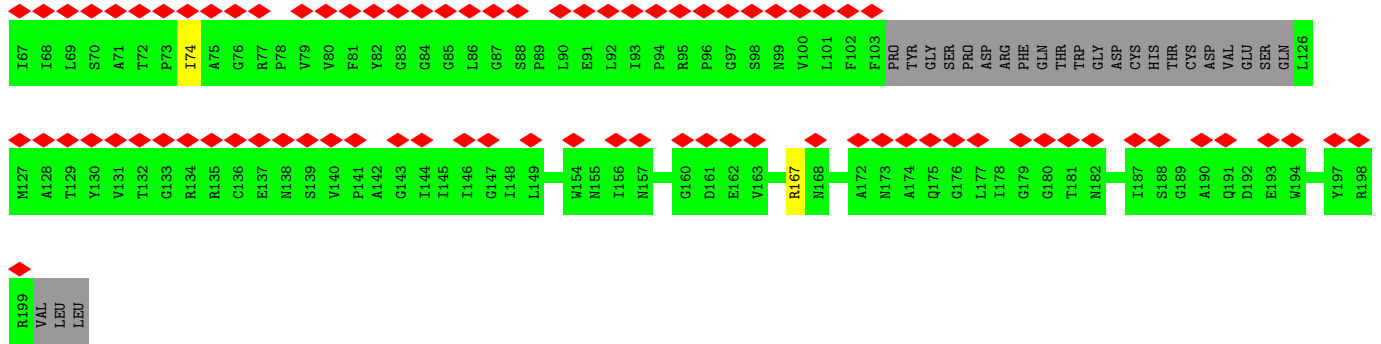 I67 I68 L69 S70 A71 T72 P73 I74 A75 G76 R77 P78 V79 V80 F81 Y82 G83 G84 G85 L86 G87 S88 P89 L90 E91 L92 I93 P94 R95 P96 G97 S98 N99 V100 L101 F102 F103 PRO TYR GLY SER PRO ASP ARG PHE GLN THR TRP GLY ASP CYS HIS THR CYS ASP VAL GLU SER GLN L126
M127 A128 T129 Y130 V131 T132 G133 R134 R135 C136 E137 N138 S139 V140 P141 A142 G143 I144 I145 I146 G147 I148 L149 W154 N155 I156 N157 G160 D161 E162 V163 R167 N168 A172 N173 A174 Q175 G176 L177 I178 G179 G180 T181 N182 I187 S188 G189 A190 Q191 D192 E193 W194 Y197 R198
R199 VAL LEU LEU